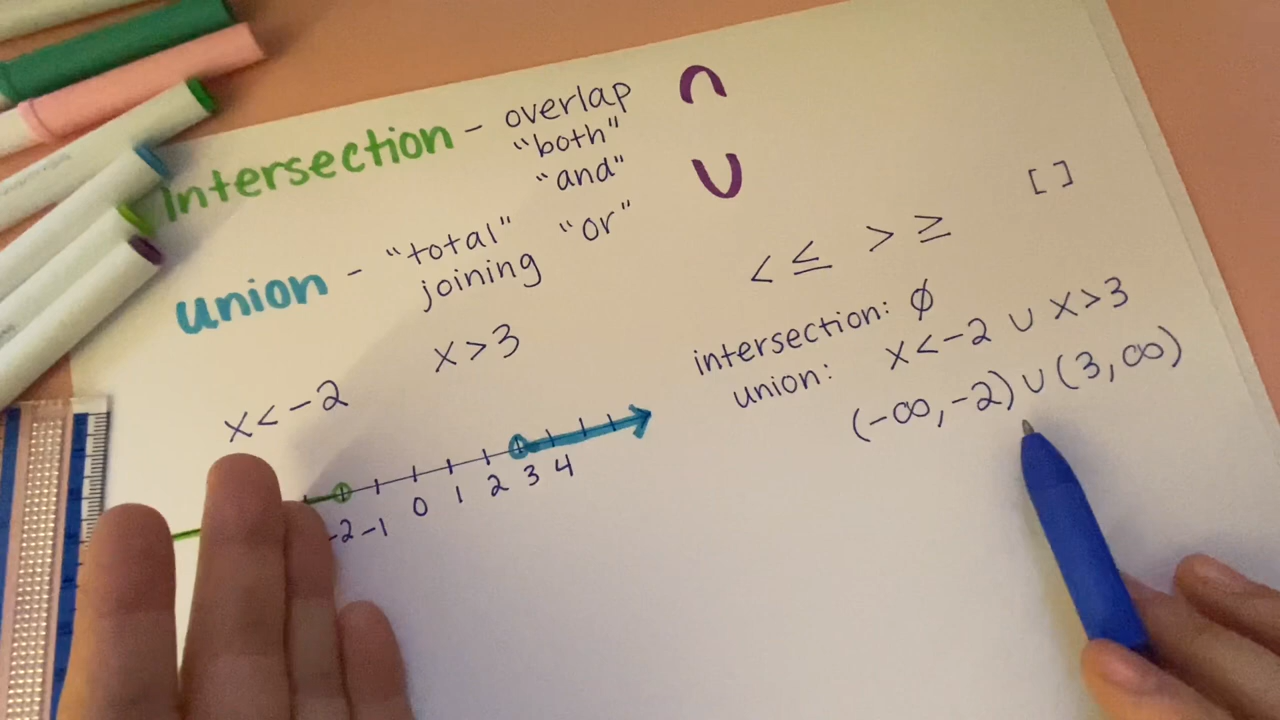 intersection - overlap ∩
"both"
"and" ∪
union - "total" "or"
joining
[ ]
< ≤ > ≥
x < -2
x > 3
-2 -1 0 1 2 3 4
intersection: ∅
union: x < -2 ∪ x > 3
(-∞, -2) ∪ (3, ∞)